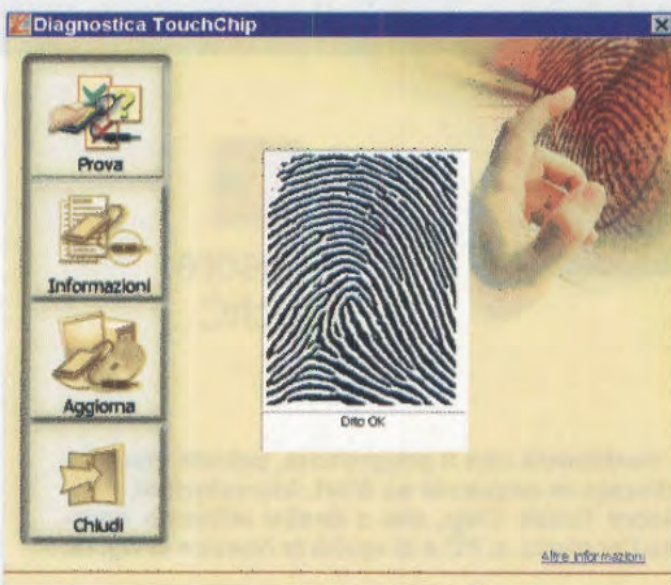 Diagnostica TouchChip
Prova
Informazioni
Aggiorna
Chiudi
Dito OK
Altre informazioni